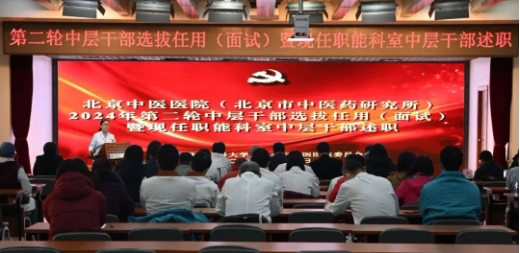 第二轮中层干部选拔任用（面试）暨现任职能科室中层干部述职
北京中医医院（北京市中医药研究所）
2024年第二轮中层干部选拔任用（面试）
暨现任职能科室中层干部述职